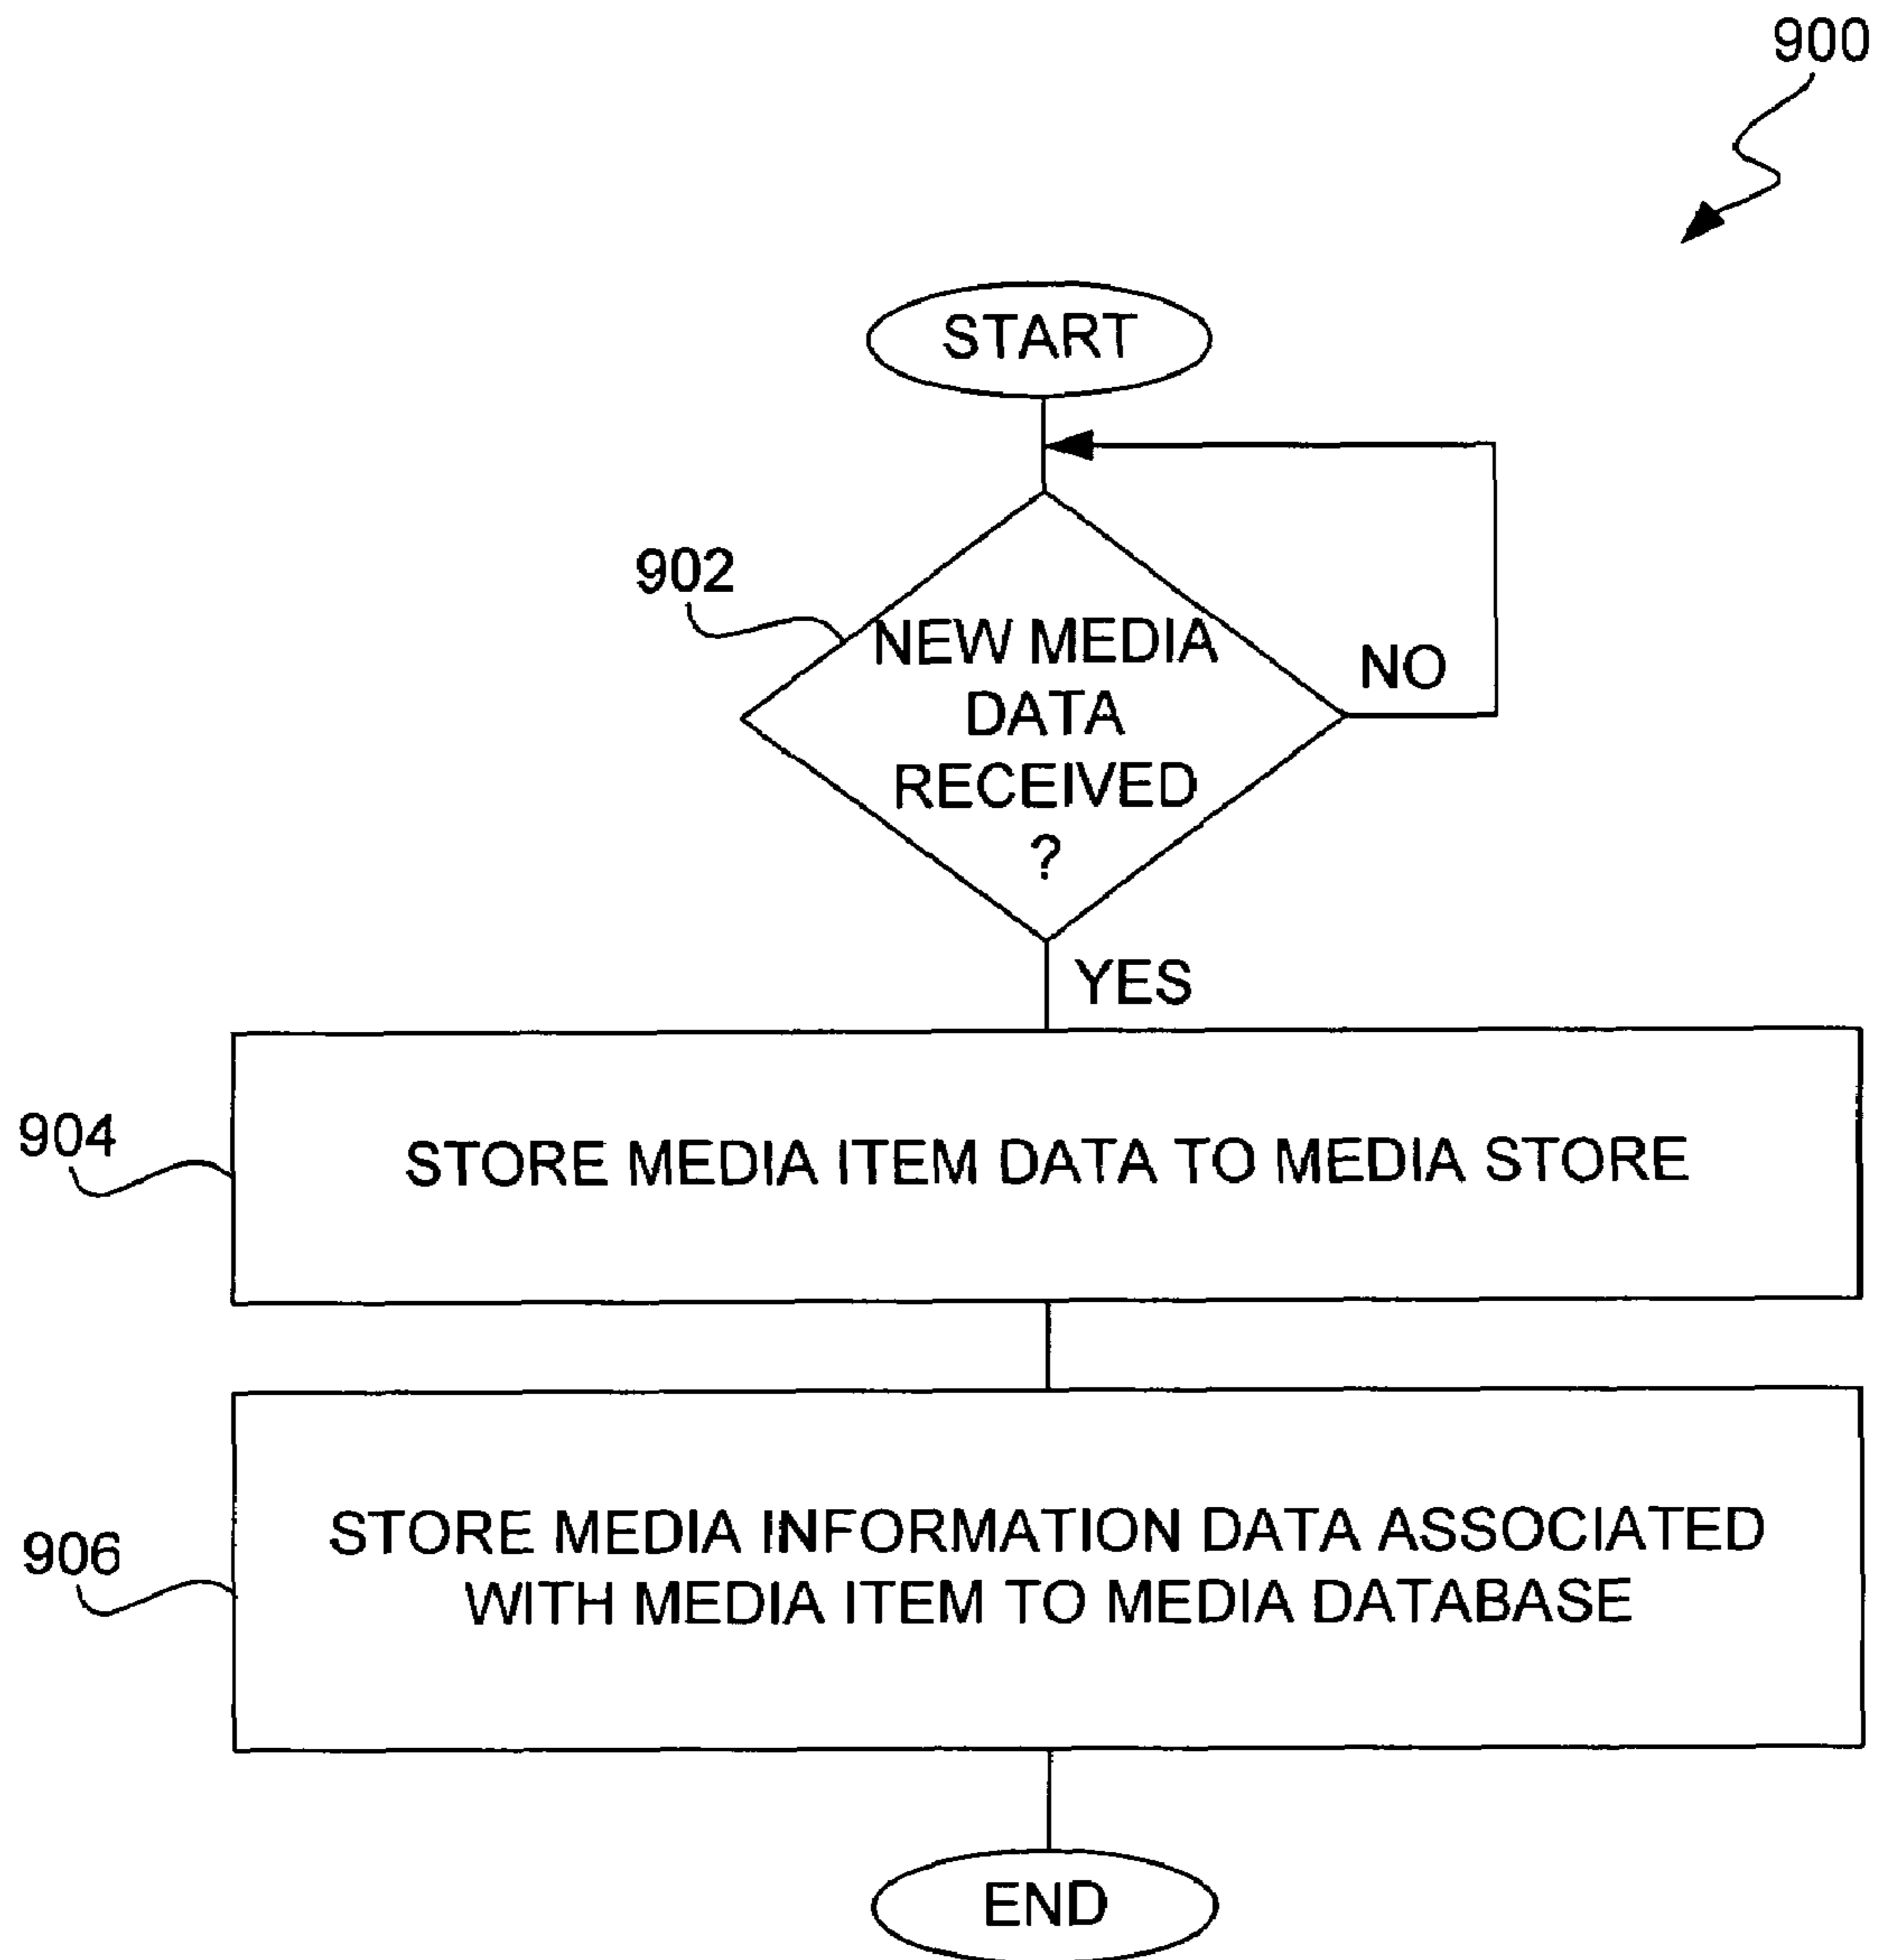 900
START
902
NEW MEDIA
DATA
RECEIVED
?
NO
YES
904
STORE MEDIA ITEM DATA TO MEDIA STORE
906
STORE MEDIA INFORMATION DATA ASSOCIATED
WITH MEDIA ITEM TO MEDIA DATABASE
END